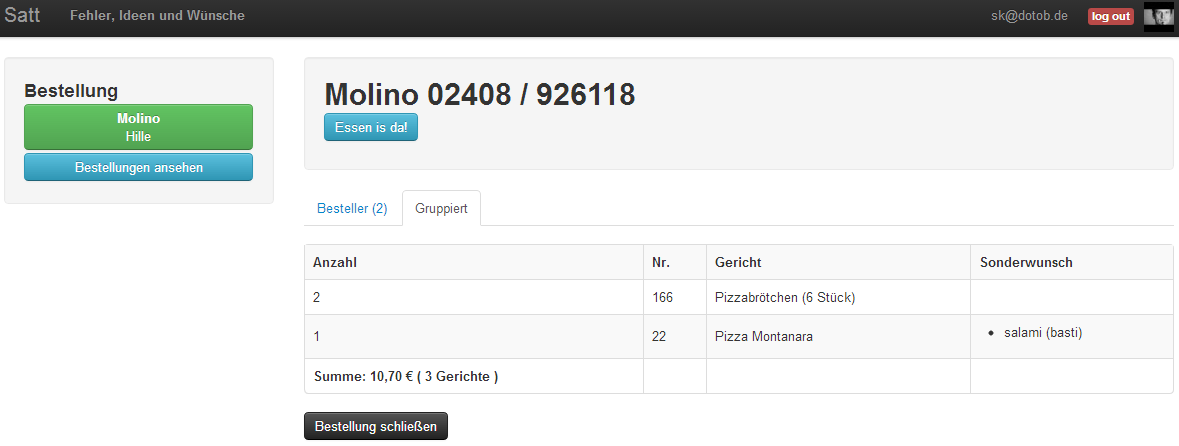 Satt Fehler, Ideen und Wünsche sk@dotob.de log out
Bestellung
Molino
Hille
Bestellungen ansehen
Molino 02408 / 926118
Essen is da!
Besteller (2) Gruppiert
Anzahl Nr. Gericht Sonderwunsch
2 166 Pizzabrötchen (6 Stück)
1 22 Pizza Montanara • salami (basti)
Summe: 10,70 € ( 3 Gerichte )
Bestellung schließen